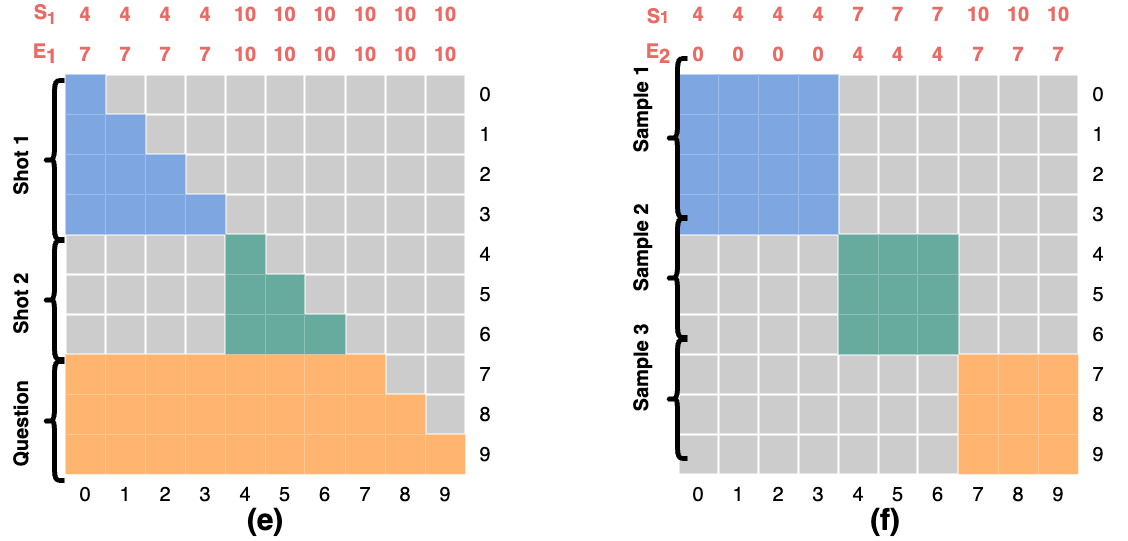 S1 4 4 4 4 10 10 10 10 10 10
E1 7 7 7 7 10 10 10 10 10 10
Shot 1
Shot 2
Question
0
1
2
3
4
5
6
7
8
9
0 1 2 3 4 5 6 7 8 9
(e)
S1 4 4 4 4 7 7 7 10 10 10
E2 0 0 0 0 4 4 4 7 7 7
Sample 1
Sample 2
Sample 3
0
1
2
3
4
5
6
7
8
9
0 1 2 3 4 5 6 7 8 9
(f)